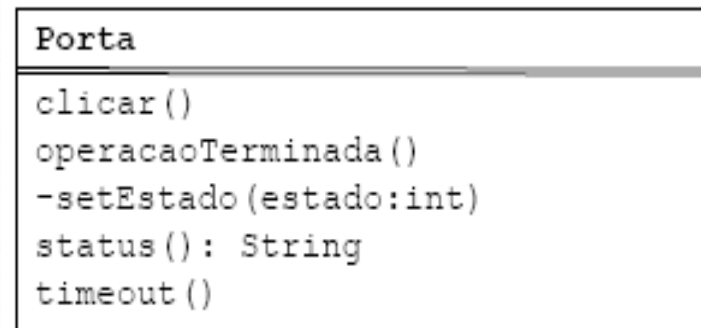 Porta
clicar()
operacaoTerminada()
-setEstado(estado:int)
status(): String
timeout()